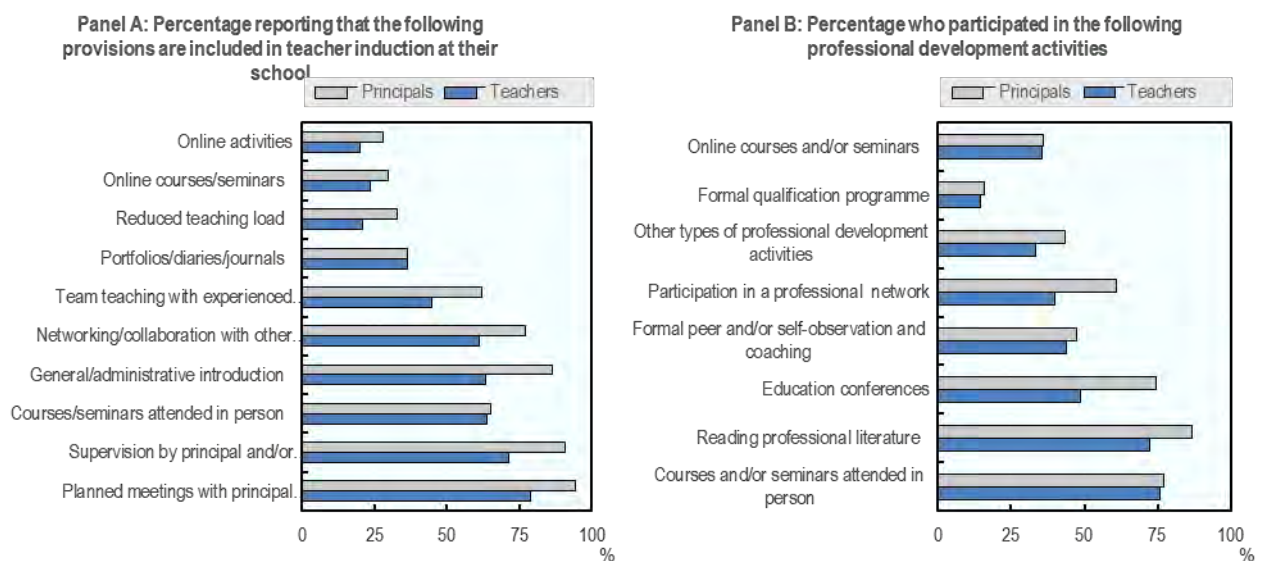 Panel A: Percentage reporting that the following
provisions are included in teacher induction at their
school
Principals Teachers
Online activities
Online courses/seminars
Reduced teaching load
Portfolios/diaries/journals
Team teaching with experienced..
Networking/collaboration with other..
General/administrative introduction
Courses/seminars attended in person
Supervision by principal and/or.
Planned meetings with principal.
0 25 50 75 100
%
Panel B: Percentage who participated in the following
professional development activities
Principals Teachers
Online courses and/or seminars
Formal qualification programme
Other types of professional development
activities
Participation in a professional network
Formal peer and/or self-observation and
coaching
Education conferences
Reading professional literature
Courses and/or seminars attended in
person
0 25 50 75 100
%